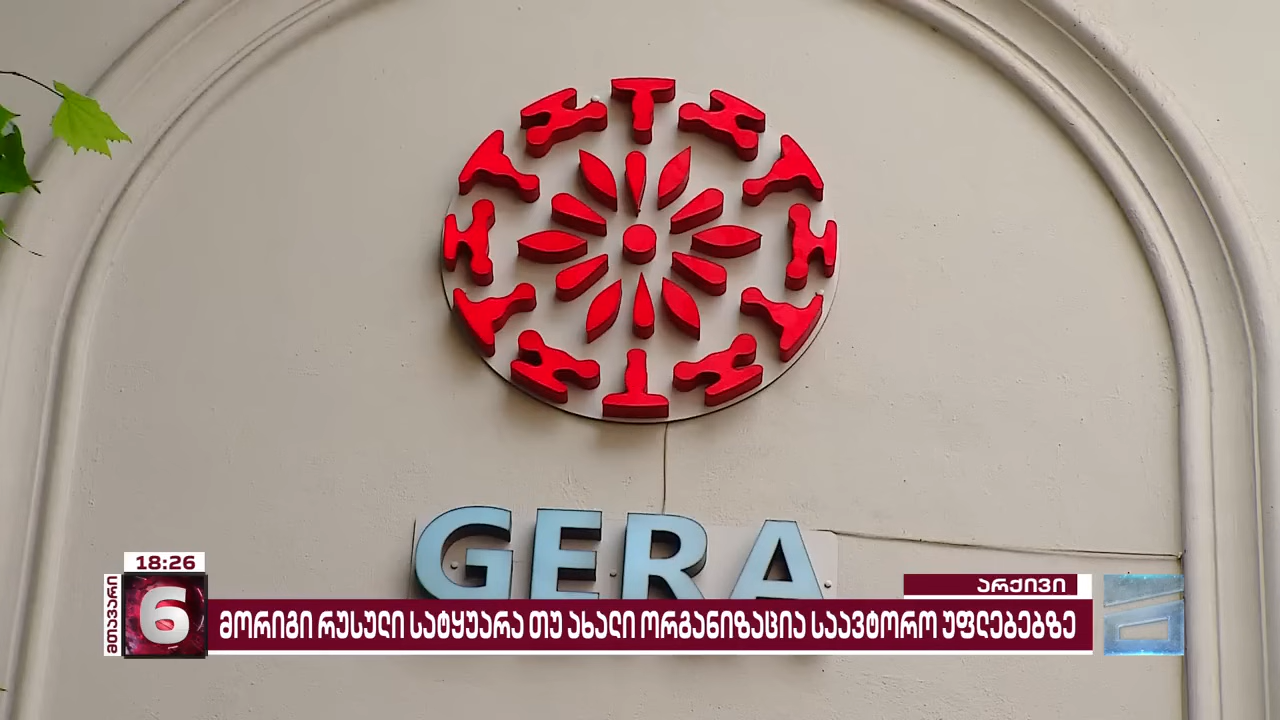 GERA
18:26
არქივი
მთავარი
6
მორიგი რუსული სატყუარა თუ ახალი ორგანიზაცია საავტორო უფლებებზე